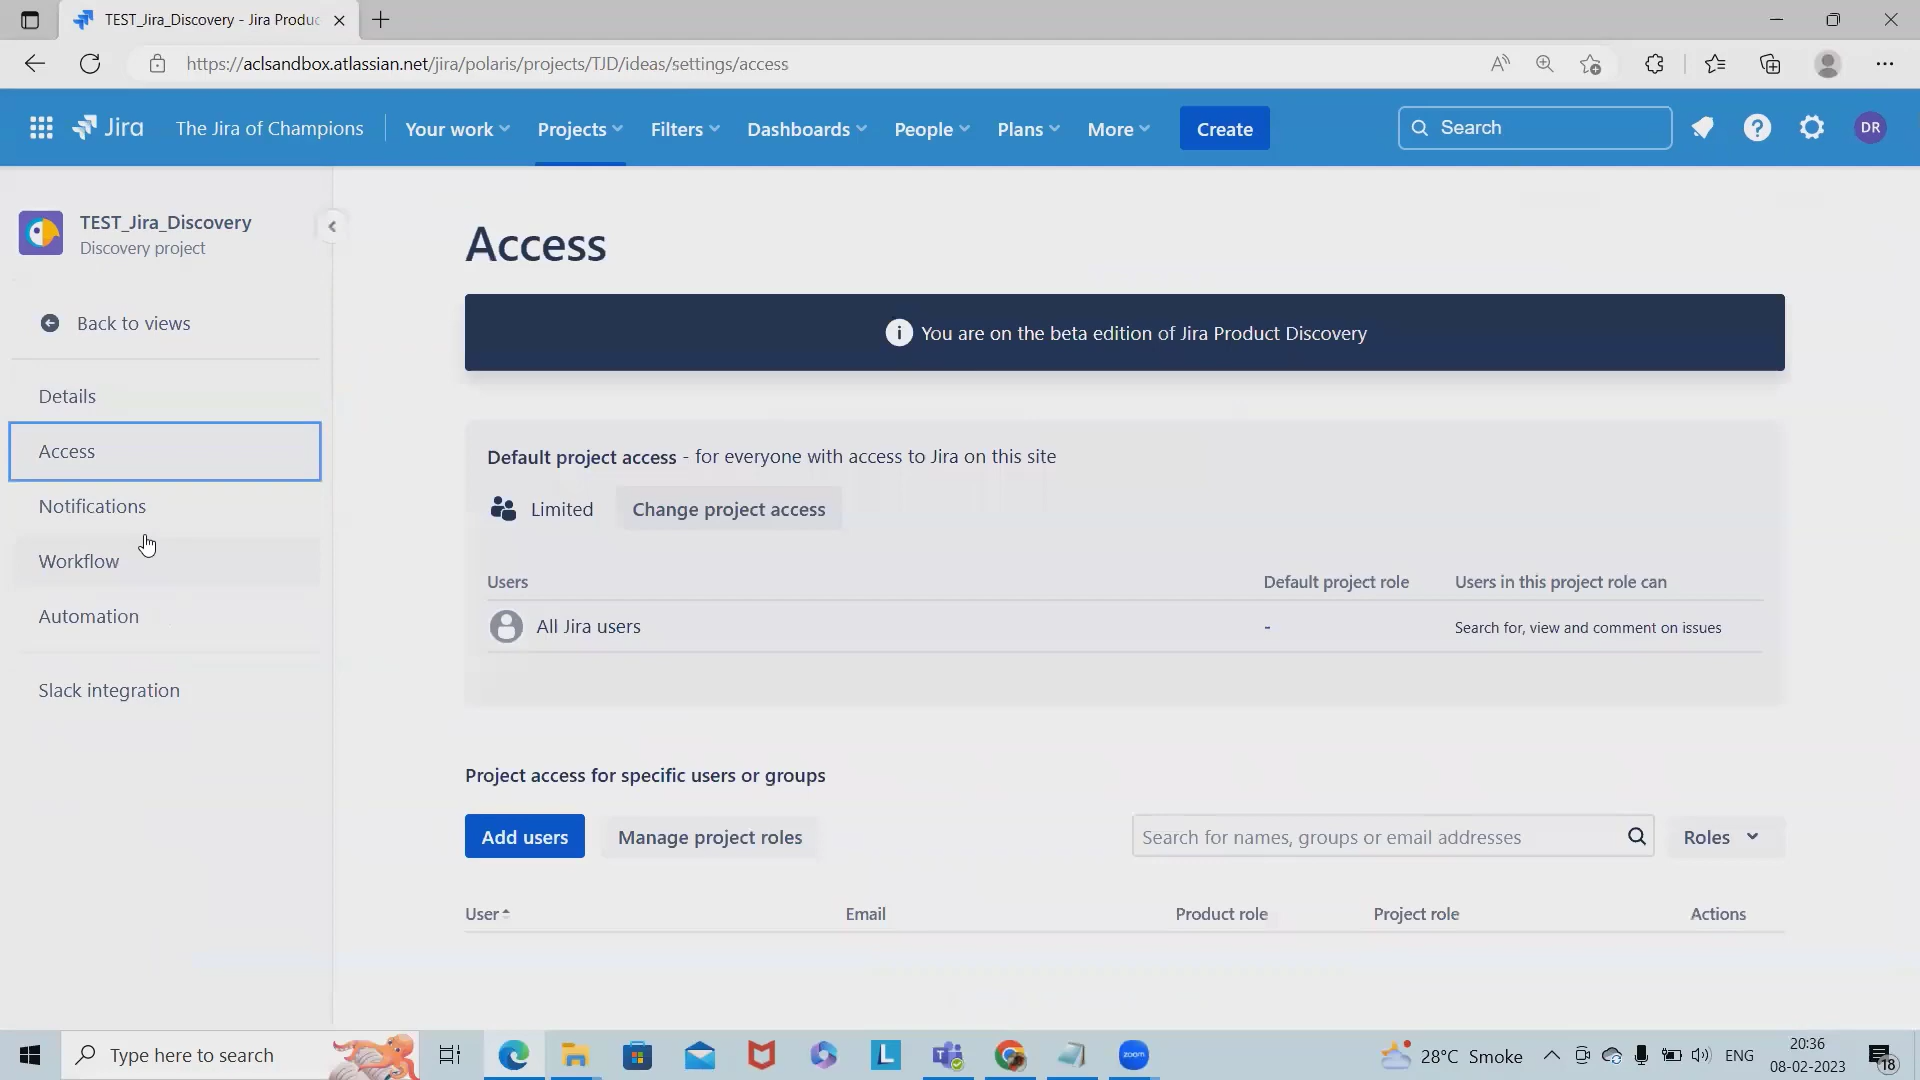 TEST_Jira_Discovery - Jira Produc
https://aclsandbox.atlassian.net/jira/polaris/projects/TJD/ideas/settings/access
Jira
The Jira of Champions
Your work
Projects
Filters
Dashboards
People
Plans
More
Create
Search
DR
TEST_Jira_Discovery
Discovery project
Back to views
Details
Access
Notifications
Workflow
Automation
Slack integration
Access
You are on the beta edition of Jira Product Discovery
Default project access - for everyone with access to Jira on this site
Limited
Change project access
Users
Default project role
Users in this project role can
All Jira users
-
Search for, view and comment on issues
Project access for specific users or groups
Add users
Manage project roles
Search for names, groups or email addresses
Roles
User
Email
Product role
Project role
Actions
Type here to search
L
zoom
28°C Smoke
ENG
20:36
08-02-2023
18